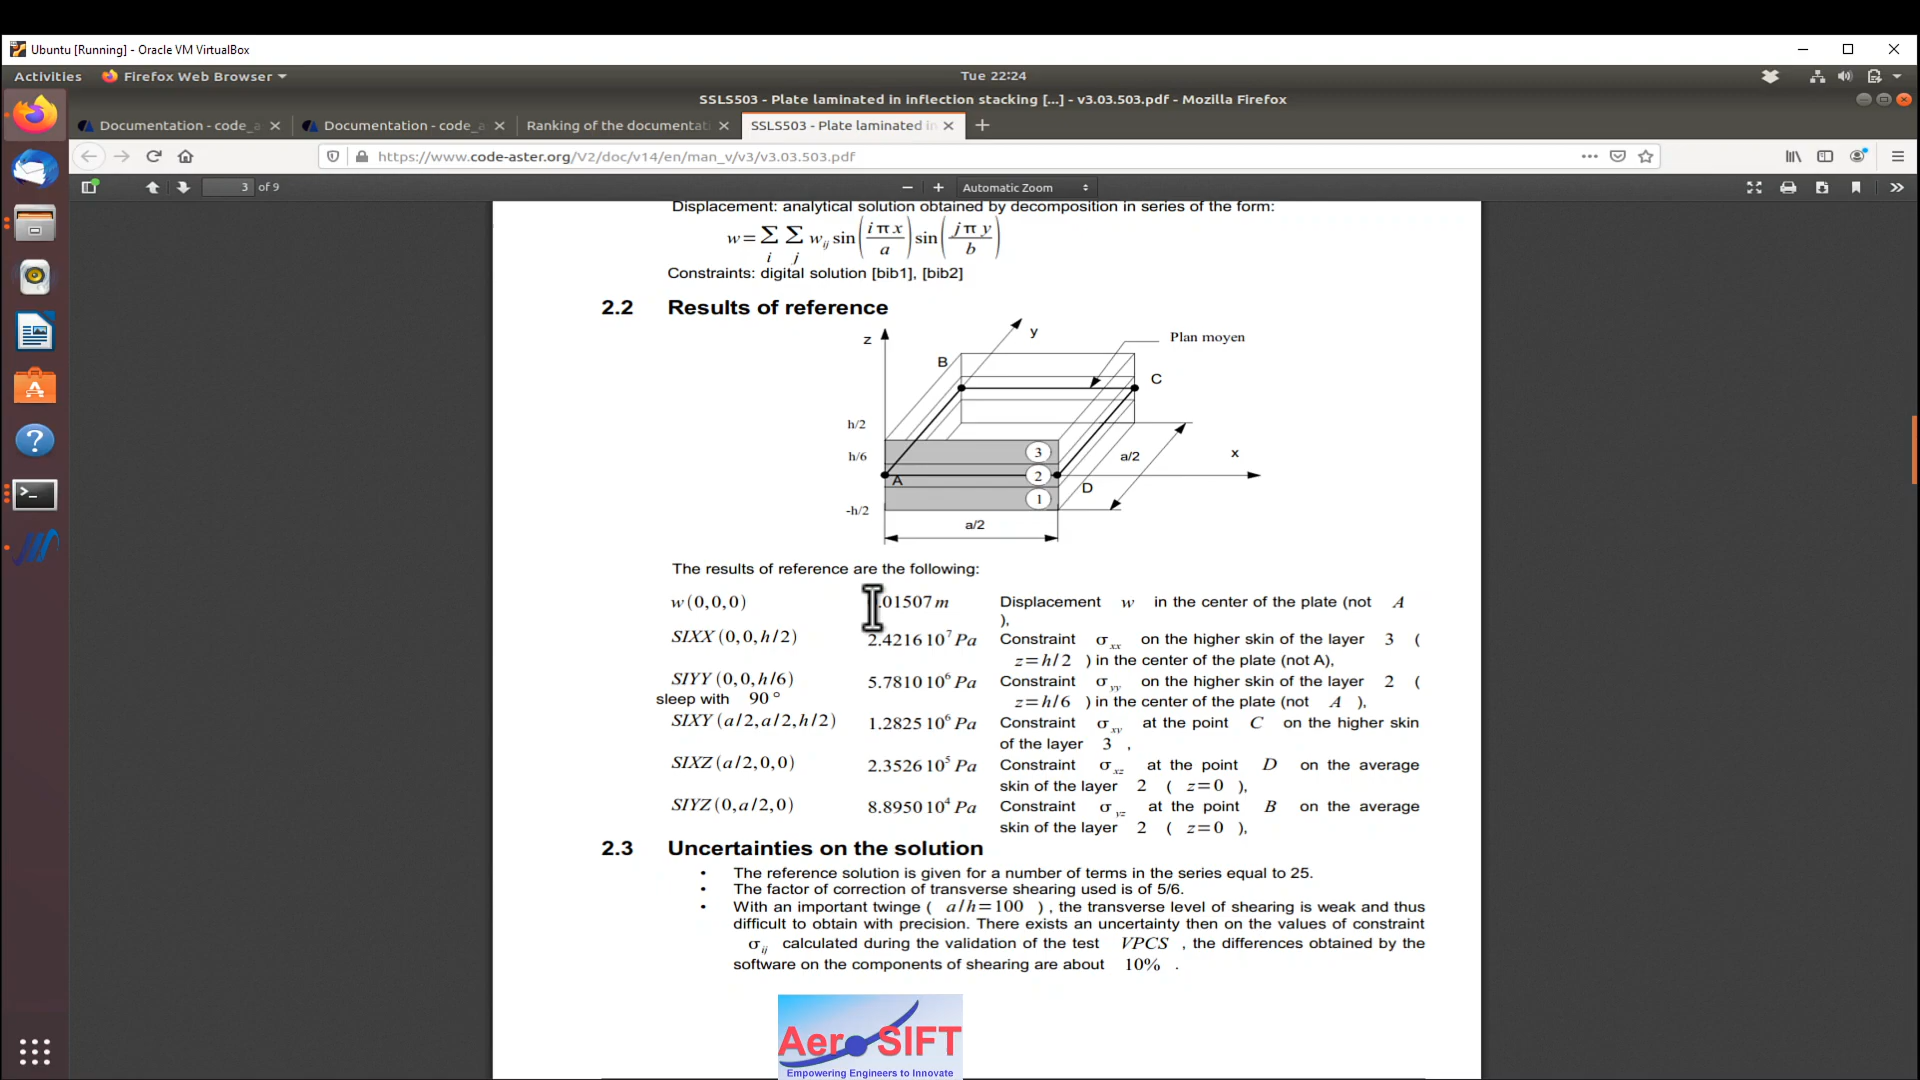 Ubuntu [Running] - Oracle VM VirtualBox
Activities Firefox Web Browser Tue 22:24
SSLS503 - Plate laminated in inflection stacking [...] - v3.03.503.pdf - Mozilla Firefox
Documentation - code_a Documentation - code_a Ranking of the documentat SSLS503 - Plate laminated in
https://www.code-aster.org/V2/doc/v14/en/man_v/v3/v3.03.503.pdf
3 of 9 Automatic Zoom
Displacement: analytical solution obtained by decomposition in series of the form:
w=∑i ∑j wij sin(iπx/a)sin(jπy/b)
Constraints: digital solution [bib1], [bib2]
2.2 Results of reference
z y Plan moyen
B C
h/2
h/6 3 a/2 x
A 2 D
-h/2 1
a/2
The results of reference are the following:
w(0,0,0) .01507 m Displacement w in the center of the plate (not A
),
SIXX (0,0,h/2) 2.4216 10^7 Pa Constraint σxx on the higher skin of the layer 3 (
z=h/2 ) in the center of the plate (not A),
SIYY (0,0,h/6) 5.7810 10^6 Pa Constraint σyy on the higher skin of the layer 2 (
sleep with 90° z=h/6 ) in the center of the plate (not A ),
SIXY (a/2,a/2,h/2) 1.2825 10^6 Pa Constraint σxy at the point C on the higher skin
of the layer 3 ,
SIXZ (a/2,0,0) 2.3526 10^5 Pa Constraint σxz at the point D on the average
skin of the layer 2 ( z=0 ),
SIYZ (0,a/2,0) 8.8950 10^4 Pa Constraint σyz at the point B on the average
skin of the layer 2 ( z=0 ),
2.3 Uncertainties on the solution
• The reference solution is given for a number of terms in the series equal to 25.
• The factor of correction of transverse shearing used is of 5/6.
• With an important twinge ( a/h=100 ) , the transverse level of shearing is weak and thus
difficult to obtain with precision. There exists an uncertainty then on the values of constraint
σij calculated during the validation of the test VPCS , the differences obtained by the
software on the components of shearing are about 10% .
AeroSIFT
Empowering Engineers to Innovate